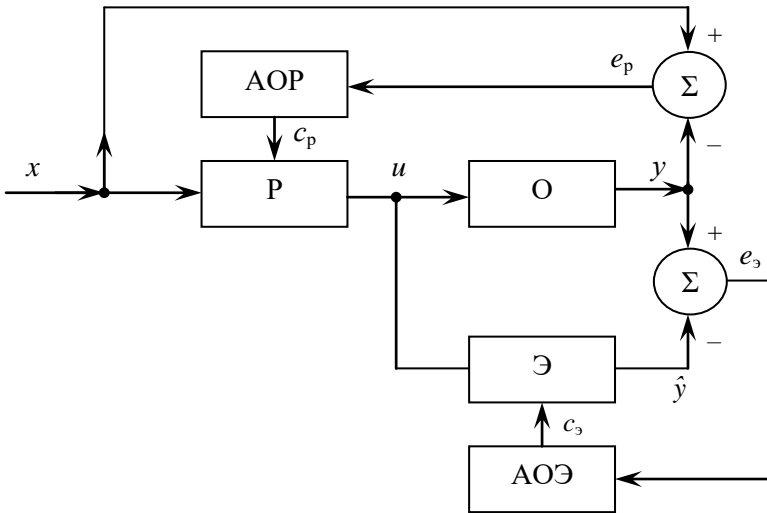 +
Σ
e_р
АОР
−
c_р
x
Р
u
О
y
+
Σ
e_э
−
Э
ŷ
c_э
АОЭ